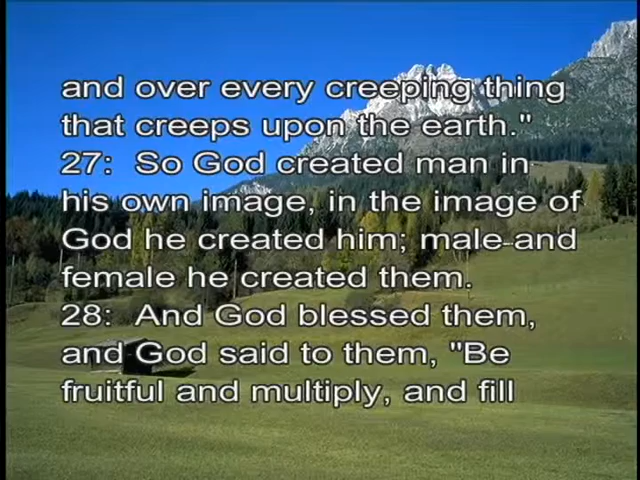 and over every creeping thing
that creeps upon the earth."
27:  So God created man in
his own image, in the image of
God he created him; male and
female he created them.
28:  And God blessed them,
and God said to them, "Be
fruitful and multiply, and fill